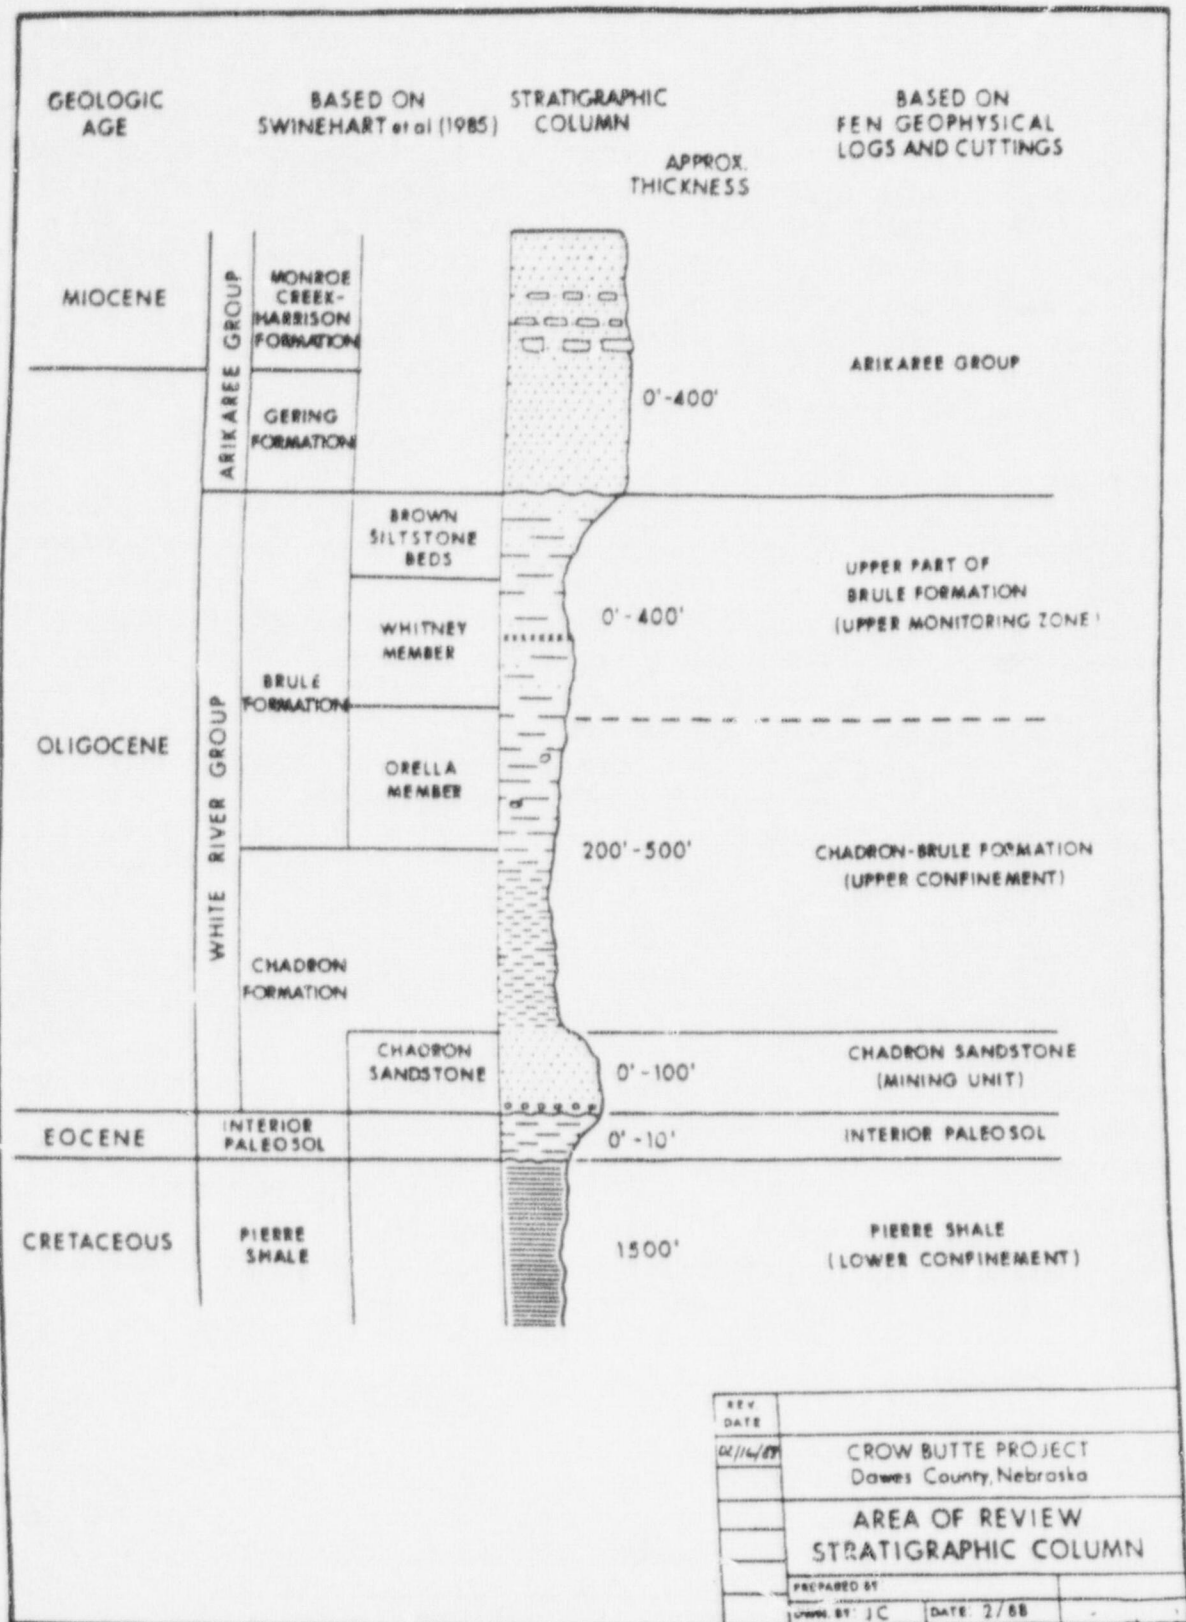 GEOLOGIC
AGE
BASED ON
SWINEHART et al (1985)
STRATIGRAPHIC
COLUMN
APPROX.
THICKNESS
BASED ON
FEN GEOPHYSICAL
LOGS AND CUTTINGS
MIOCENE
ARIKAREE GROUP
MONROE
CREEK-
HARRISON
FORMATION
GERING
FORMATION
0'-400'
ARIKAREE GROUP
OLIGOCENE
WHITE RIVER GROUP
BRULE
FORMATION
BROWN
SILTSTONE
BEDS
WHITNEY
MEMBER
ORELLA
MEMBER
0'-400'
UPPER PART OF
BRULE FORMATION
(UPPER MONITORING ZONE)
200'-500'
CHADRON-BRULE FORMATION
(UPPER CONFINEMENT)
CHADRON
FORMATION
CHADRON
SANDSTONE
0'-100'
CHADRON SANDSTONE
(MINING UNIT)
EOCENE
INTERIOR
PALEOSOL
0'-10'
INTERIOR PALEOSOL
CRETACEOUS
PIERRE
SHALE
1500'
PIERRE SHALE
(LOWER CONFINEMENT)
REV.
DATE
CROW BUTTE PROJECT
Dawes County, Nebraska
AREA OF REVIEW
STRATIGRAPHIC COLUMN
PREPARED BY
DWN. BY: JC DATE: 2/88